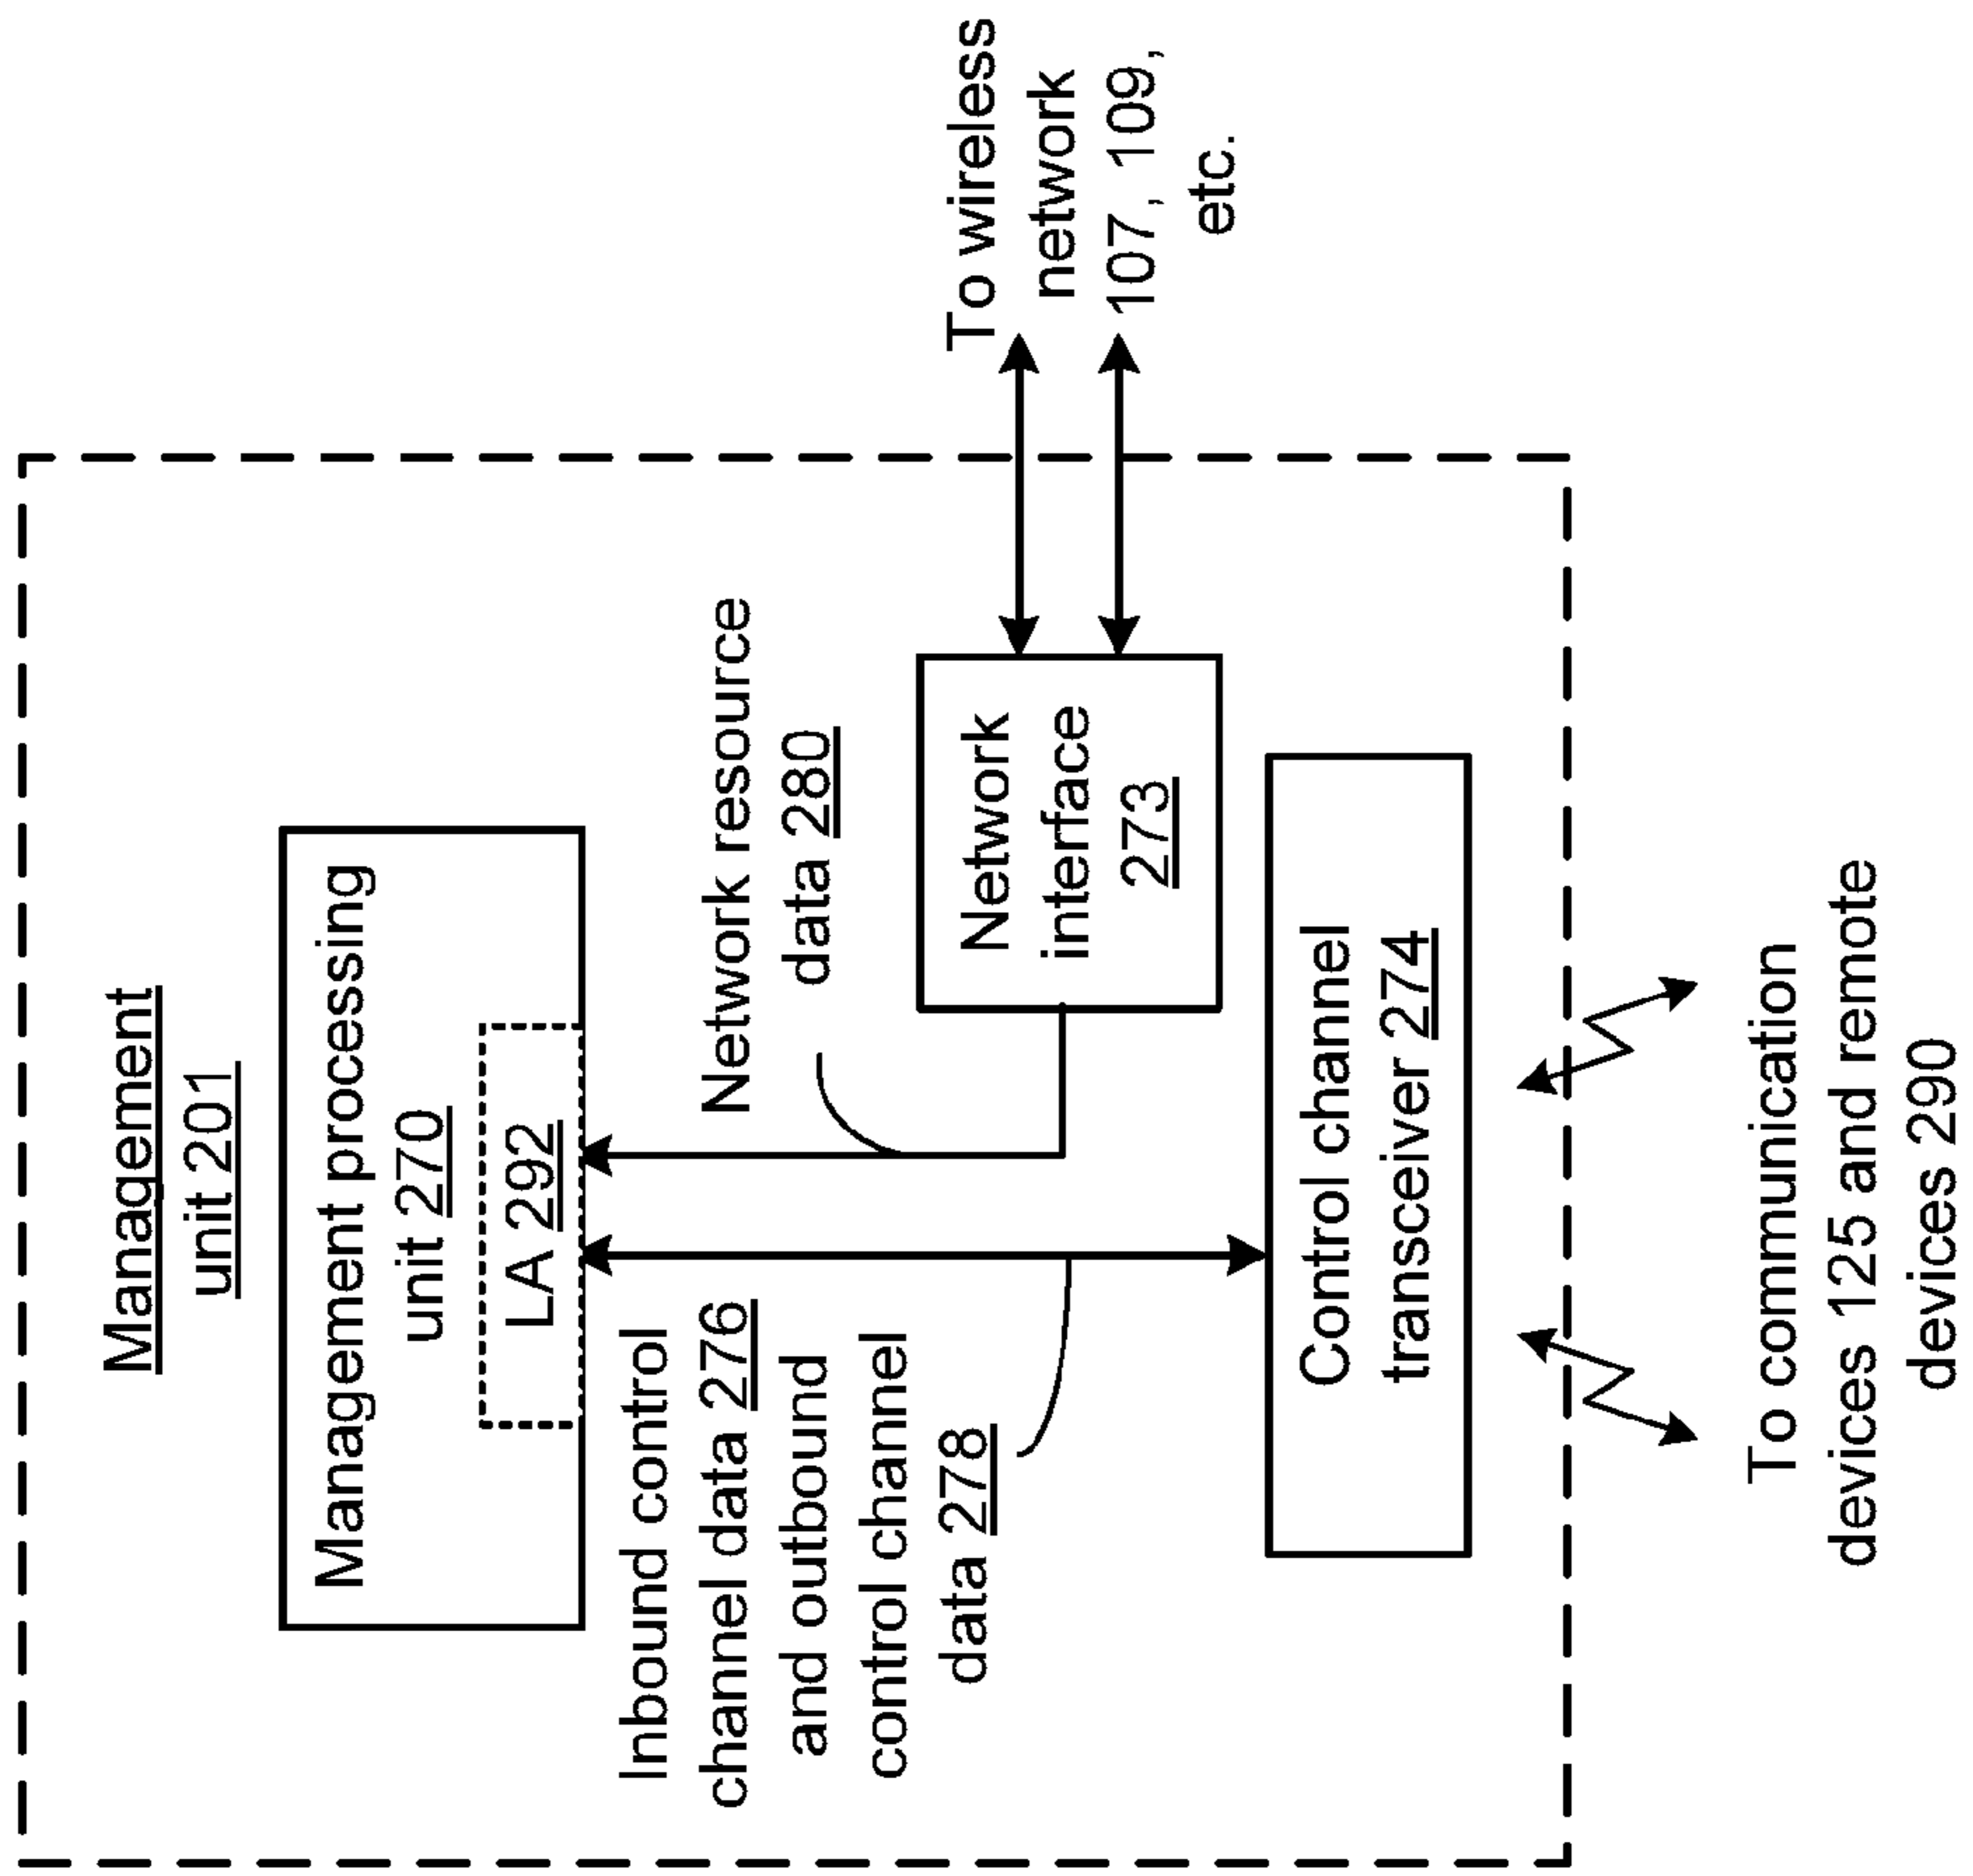 Management
unit 201
Management processing
unit 270
LA 292
Inbound control
channel data 276
and outbound
control channel
data 278
Network resource
data 280
Network
interface
273
To wireless
network
107, 109,
etc.
Control channel
transceiver 274
To communication
devices 125 and remote
devices 290